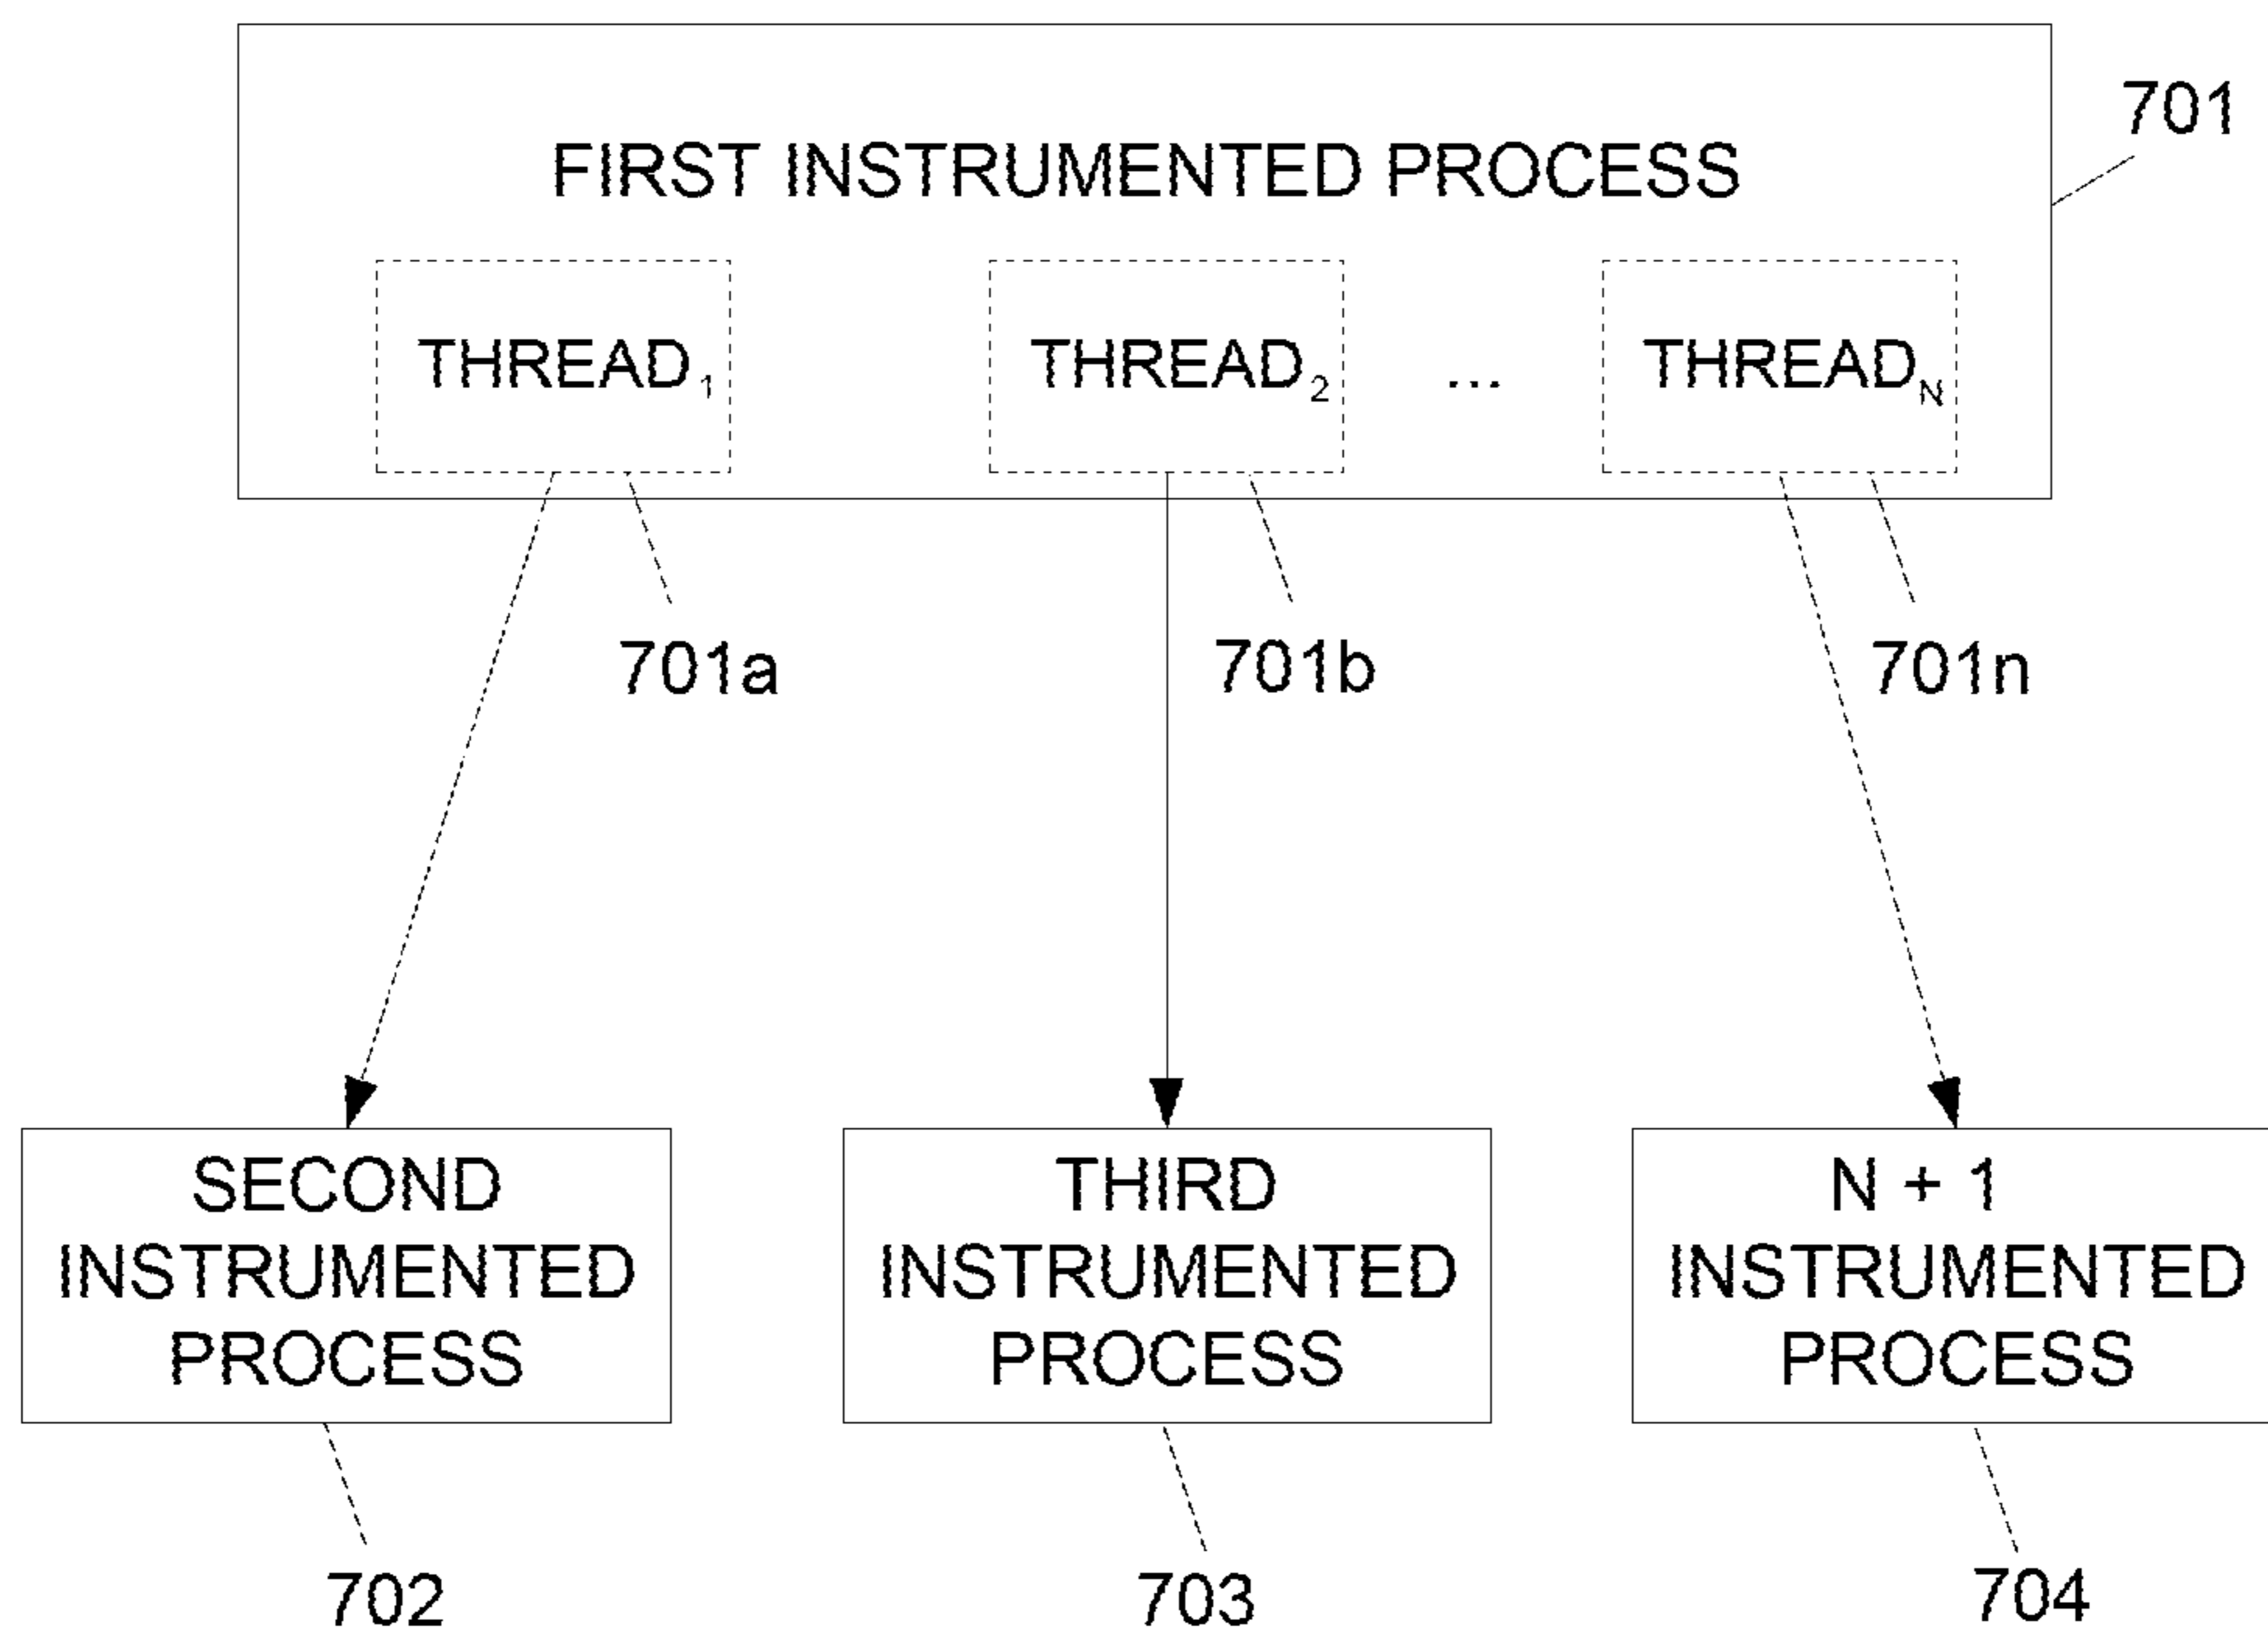 701
FIRST INSTRUMENTED PROCESS
THREAD1
THREAD2
...
THREADN
701a
701b
701n
SECOND
INSTRUMENTED
PROCESS
THIRD
INSTRUMENTED
PROCESS
N + 1
INSTRUMENTED
PROCESS
702
703
704